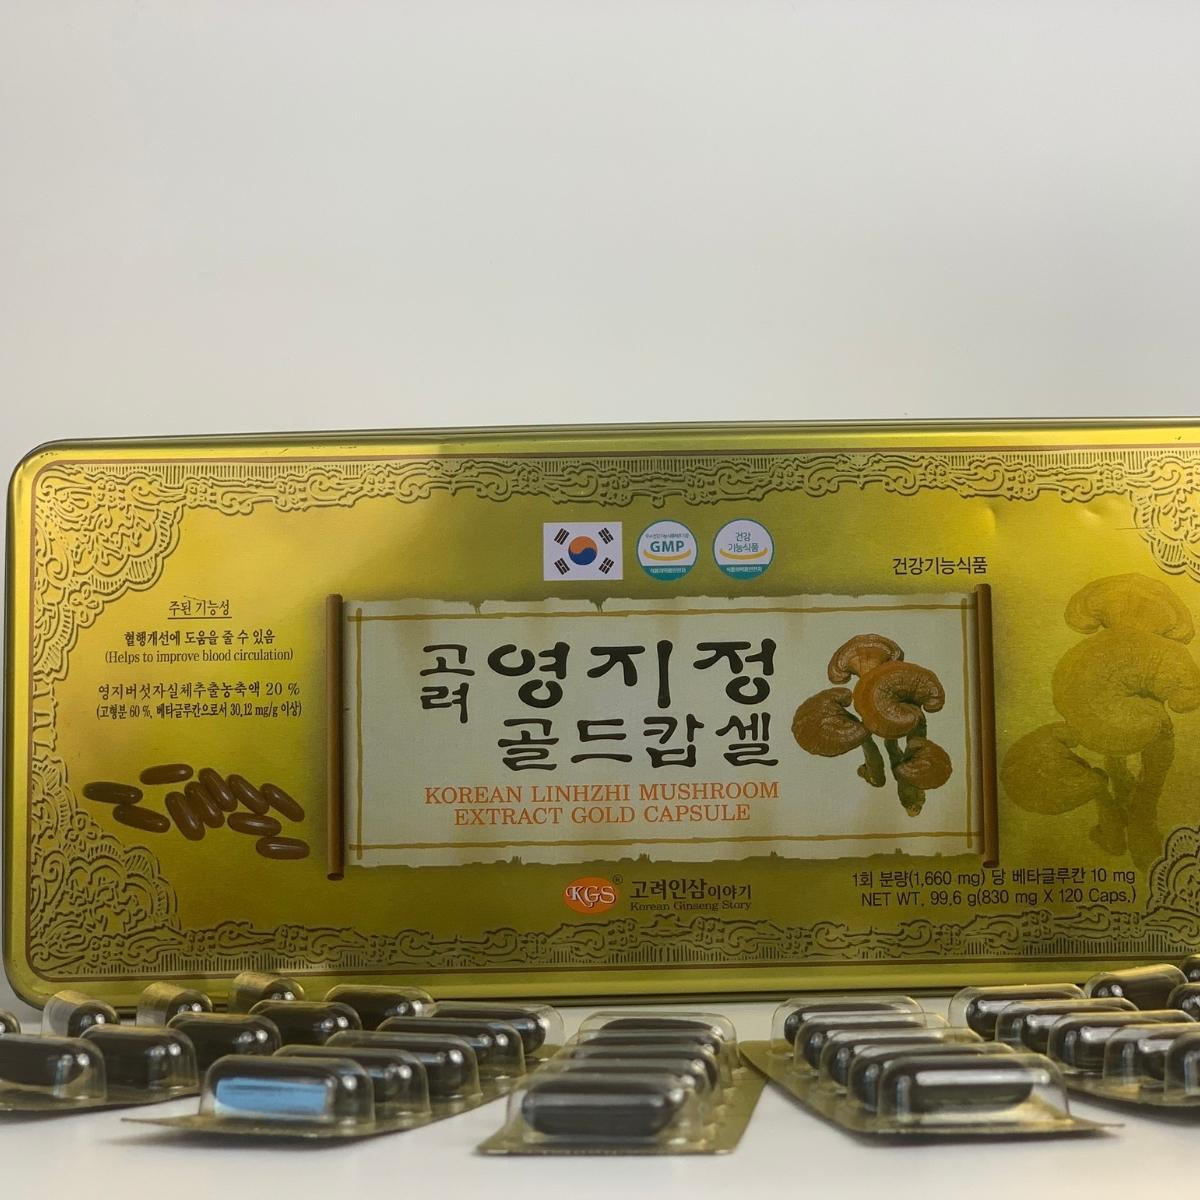 GMP
건강
기능식품
건강기능식품
주된 기능성
혈행개선에 도움을 줄 수 있음
(Helps to improve blood circulation)
영지버섯자실체추출농축액 20 %
(고형분 60 %, 베타글루칸으로서 30,12 mg/g 이상)
고려 영지정
골드캅셀
KOREAN LINHZHI MUSHROOM
EXTRACT GOLD CAPSULE
KGS® 고려인삼이야기
Korean Ginseng Story
1회 분량(1,660 mg) 당 베타글루칸 10 mg
NET WT. 99,6 g(830 mg X 120 Caps.)